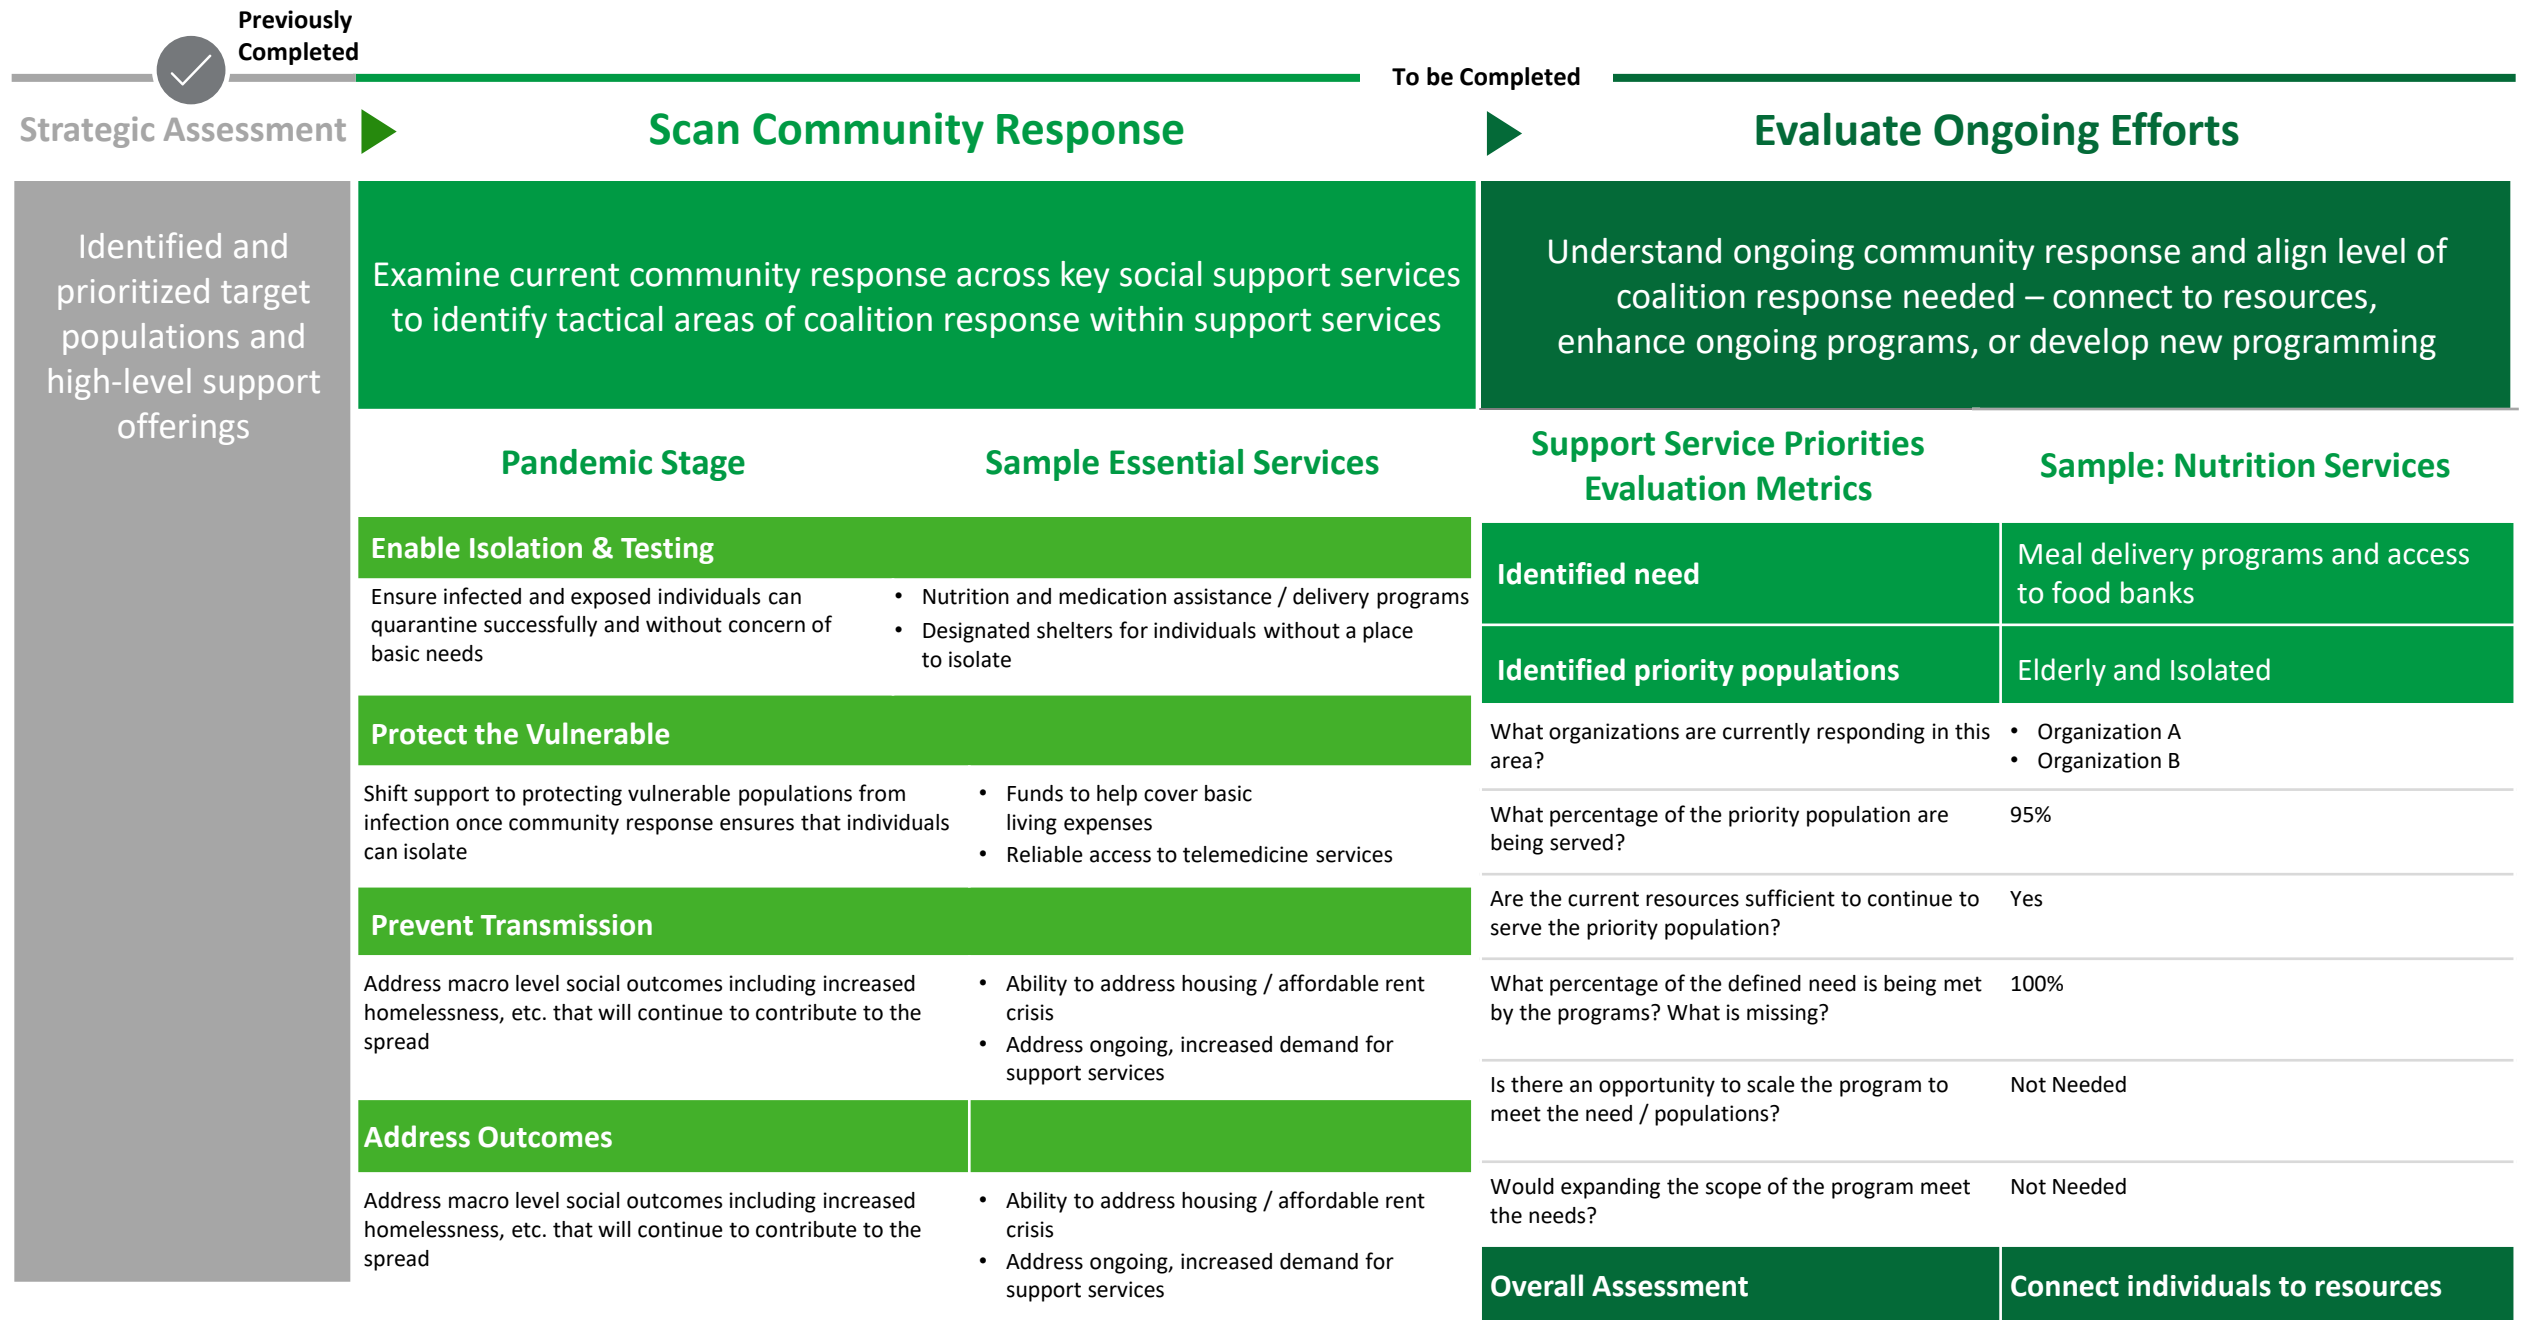 Previously
Completed
To be Completed
Strategic Assessment
Scan Community Response
Evaluate Ongoing Efforts
Identified and
prioritized target
populations and
high-level support
offerings
Examine current community response across key social support services
to identify tactical areas of coalition response within support services
Understand ongoing community response and align level of
coalition response needed – connect to resources,
enhance ongoing programs, or develop new programming
Pandemic Stage
Sample Essential Services
Enable Isolation & Testing
Ensure infected and exposed individuals can
quarantine successfully and without concern of
basic needs
• Nutrition and medication assistance / delivery programs
• Designated shelters for individuals without a place
to isolate
Protect the Vulnerable
Shift support to protecting vulnerable populations from
infection once community response ensures that individuals
can isolate
• Funds to help cover basic
living expenses
• Reliable access to telemedicine services
Prevent Transmission
Address macro level social outcomes including increased
homelessness, etc. that will continue to contribute to the
spread
• Ability to address housing / affordable rent
crisis
• Address ongoing, increased demand for
support services
Address Outcomes
Address macro level social outcomes including increased
homelessness, etc. that will continue to contribute to the
spread
• Ability to address housing / affordable rent
crisis
• Address ongoing, increased demand for
support services
Support Service Priorities
Evaluation Metrics
Sample: Nutrition Services
Identified need
Meal delivery programs and access
to food banks
Identified priority populations
Elderly and Isolated
What organizations are currently responding in this
area?
• Organization A
• Organization B
What percentage of the priority population are
being served?
95%
Are the current resources sufficient to continue to
serve the priority population?
Yes
What percentage of the defined need is being met
by the programs? What is missing?
100%
Is there an opportunity to scale the program to
meet the need / populations?
Not Needed
Would expanding the scope of the program meet
the needs?
Not Needed
Overall Assessment
Connect individuals to resources